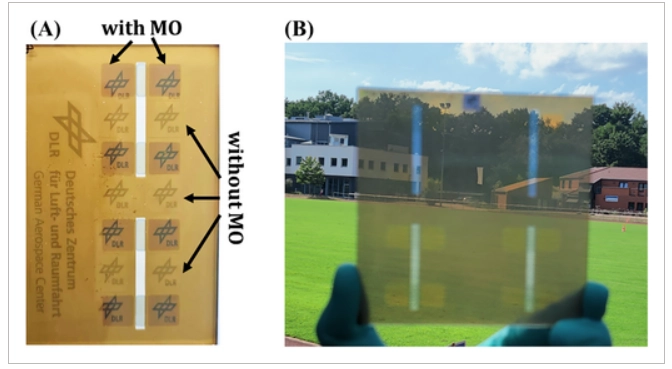 (A)
with MO
without MO
DLR
Deutsches Zentrum
für Luft- und Raumfahrt
German Aerospace Center
DLR
DLR
DLR
DLR
DLR
DLR
DLR
DLR
DLR
DLR
DLR
DLR
DLR
DLR
(B)